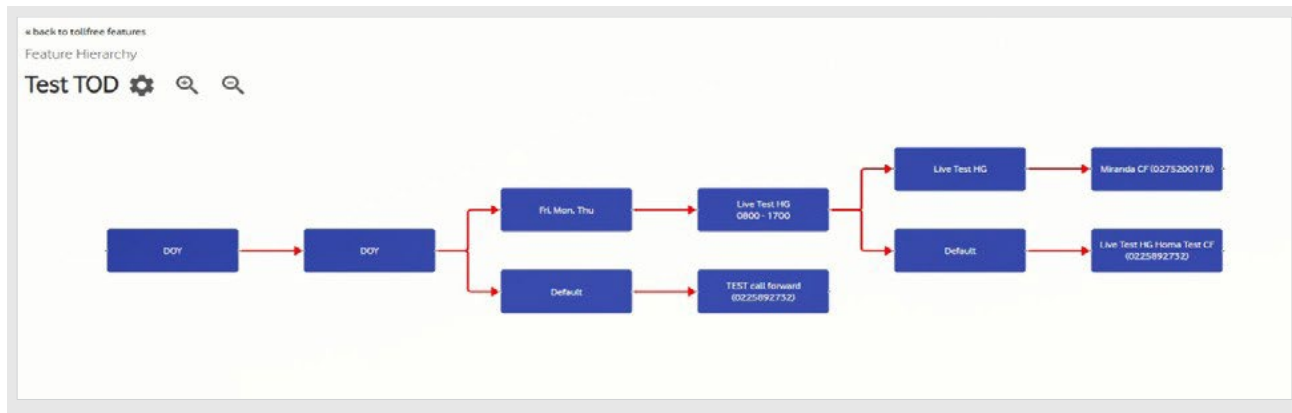 « back to tollfree features
Feature Hierarchy
Test TOD
Live Test HG
Miranda CF (0275200178)
Fri, Mon, Thu
Live Test HG
0800 - 1700
DOY
DOY
Default
Live Test HG Homa Test CF
(0225892732)
Default
TEST call forward
(0225892732)